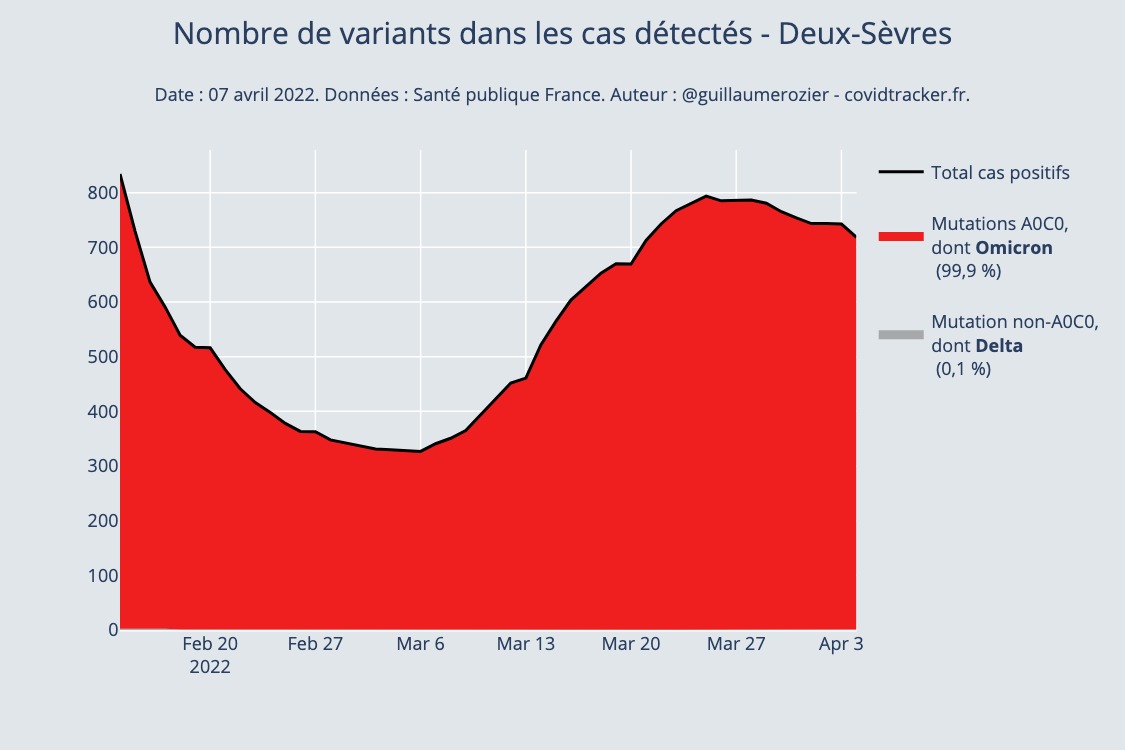 Nombre de variants dans les cas détectés - Deux-Sèvres
Date : 07 avril 2022. Données : Santé publique France. Auteur : @guillaumerozier - covidtracker.fr.
800
700
600
500
400
300
200
100
0
Feb 20
2022
Feb 27
Mar 6
Mar 13
Mar 20
Mar 27
Apr 3
Total cas positifs
Mutations A0C0,
dont Omicron
(99,9 %)
Mutation non-A0C0,
dont Delta
(0,1 %)